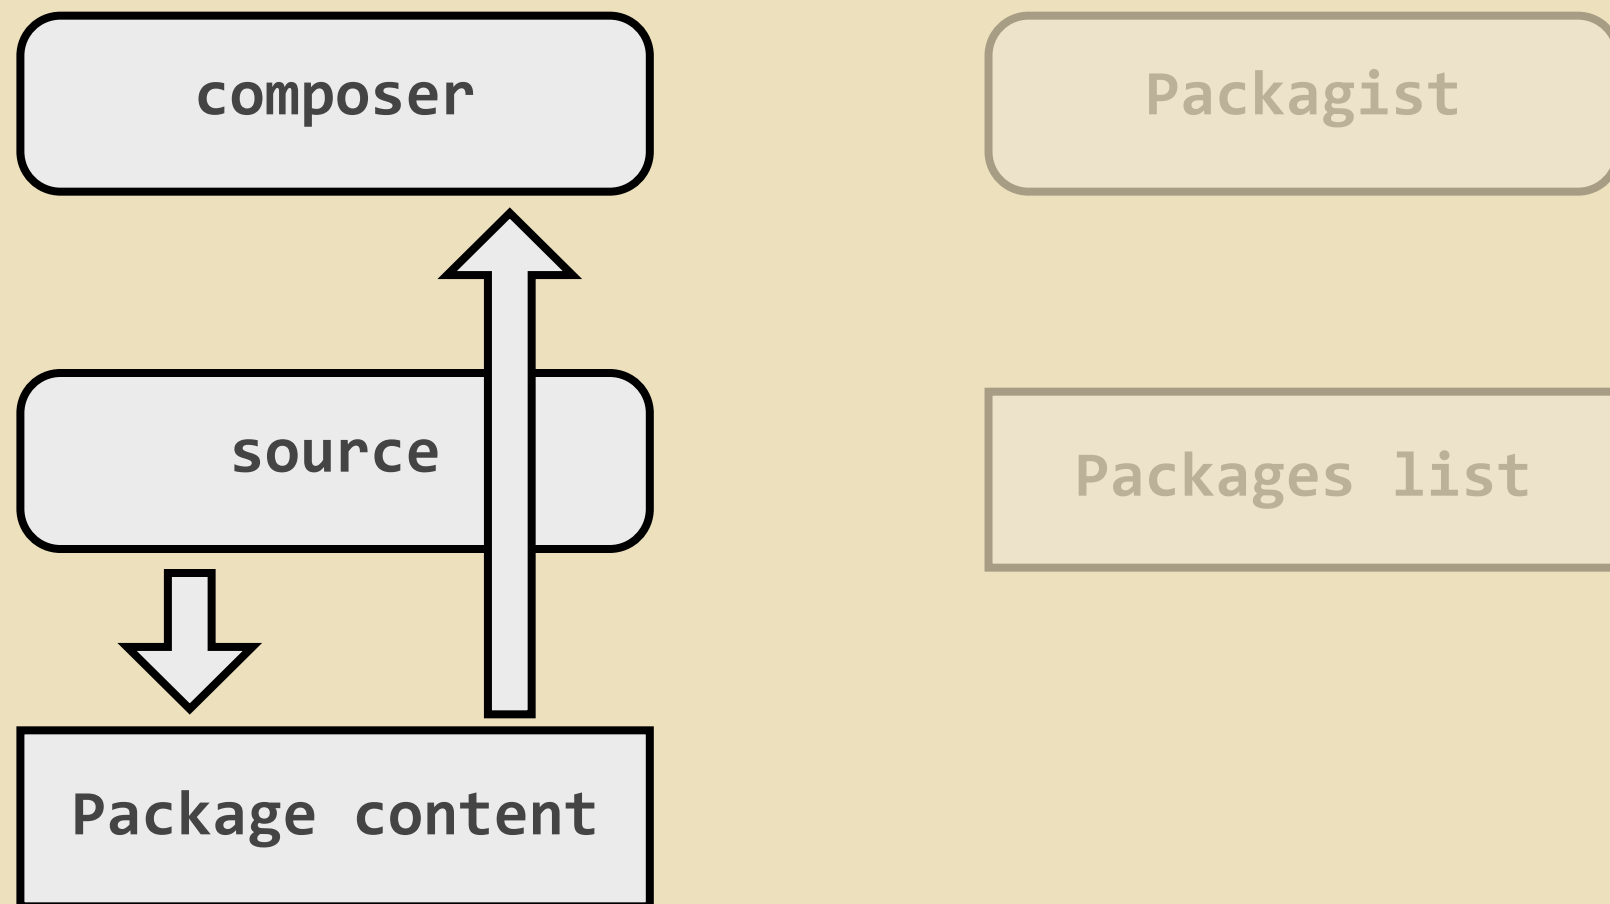 composer
Packagist
source
Packages list
Package content